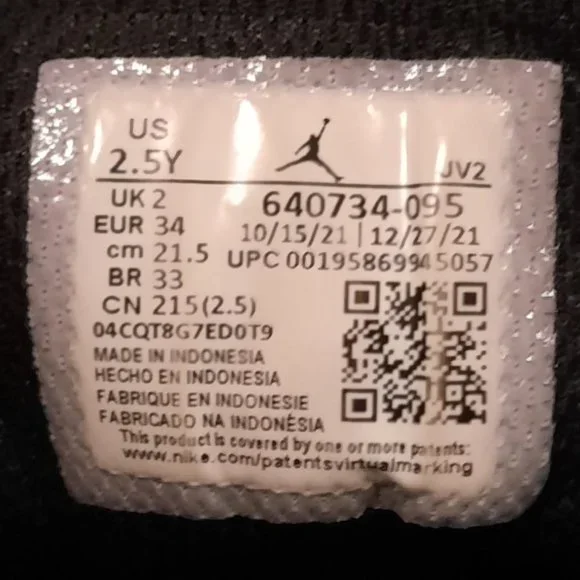 US
2.5Y
JV2
UK 2
640734-095
EUR 34
10/15/21 | 12/27/21
cm 21.5
UPC 00195869945057
BR 33
CN 215(2.5)
04CQT8G7ED0T9
MADE IN INDONESIA
HECHO EN INDONESIA
FABRIQUE EN INDONESIE
FABRICADO NA INDONÉSIA
This product is covered by one or more patents:
www.nike.com/patentsvirtualmarking